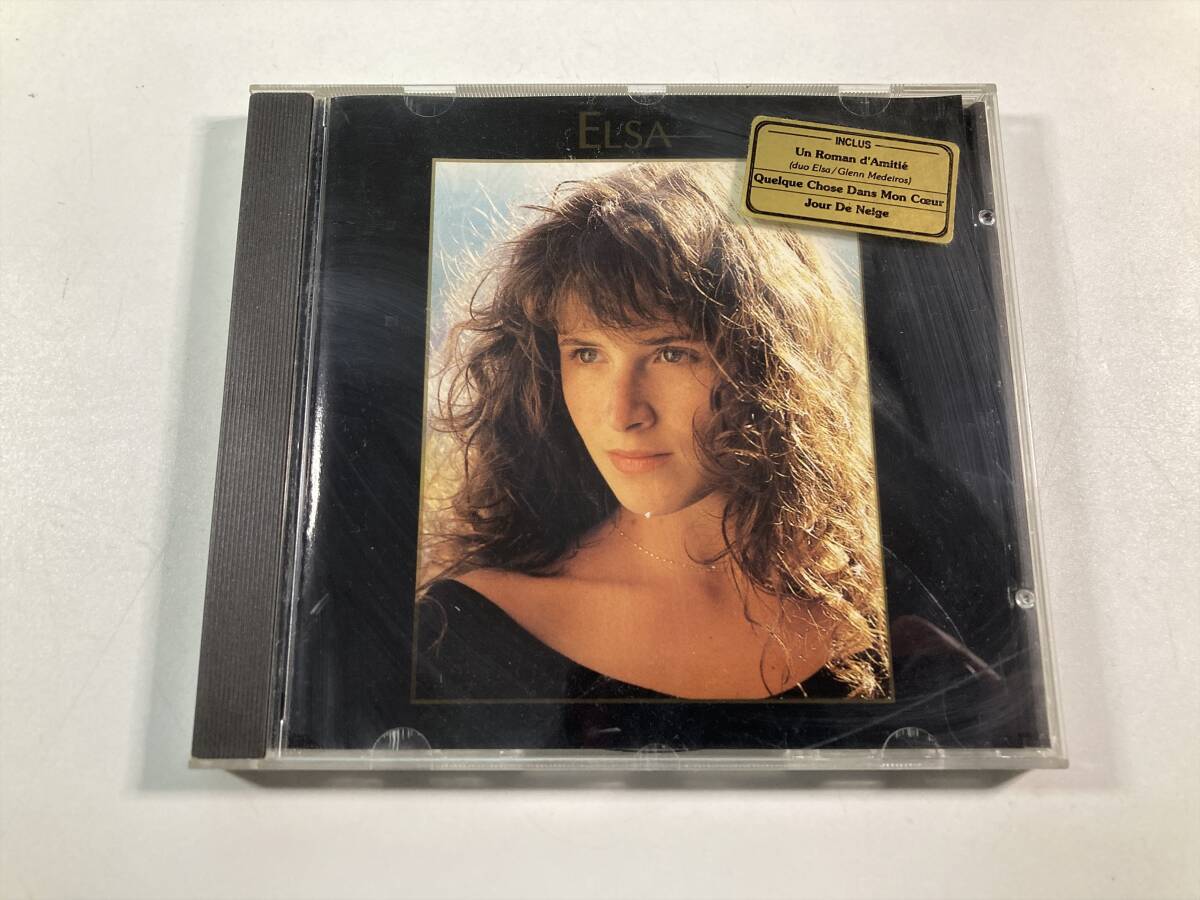 ELSA
INCLUS
Un Roman d'Amitié
(duo Elsa/Glenn Medeiros)
Quelque Chose Dans Mon Cœur
Jour De Neige